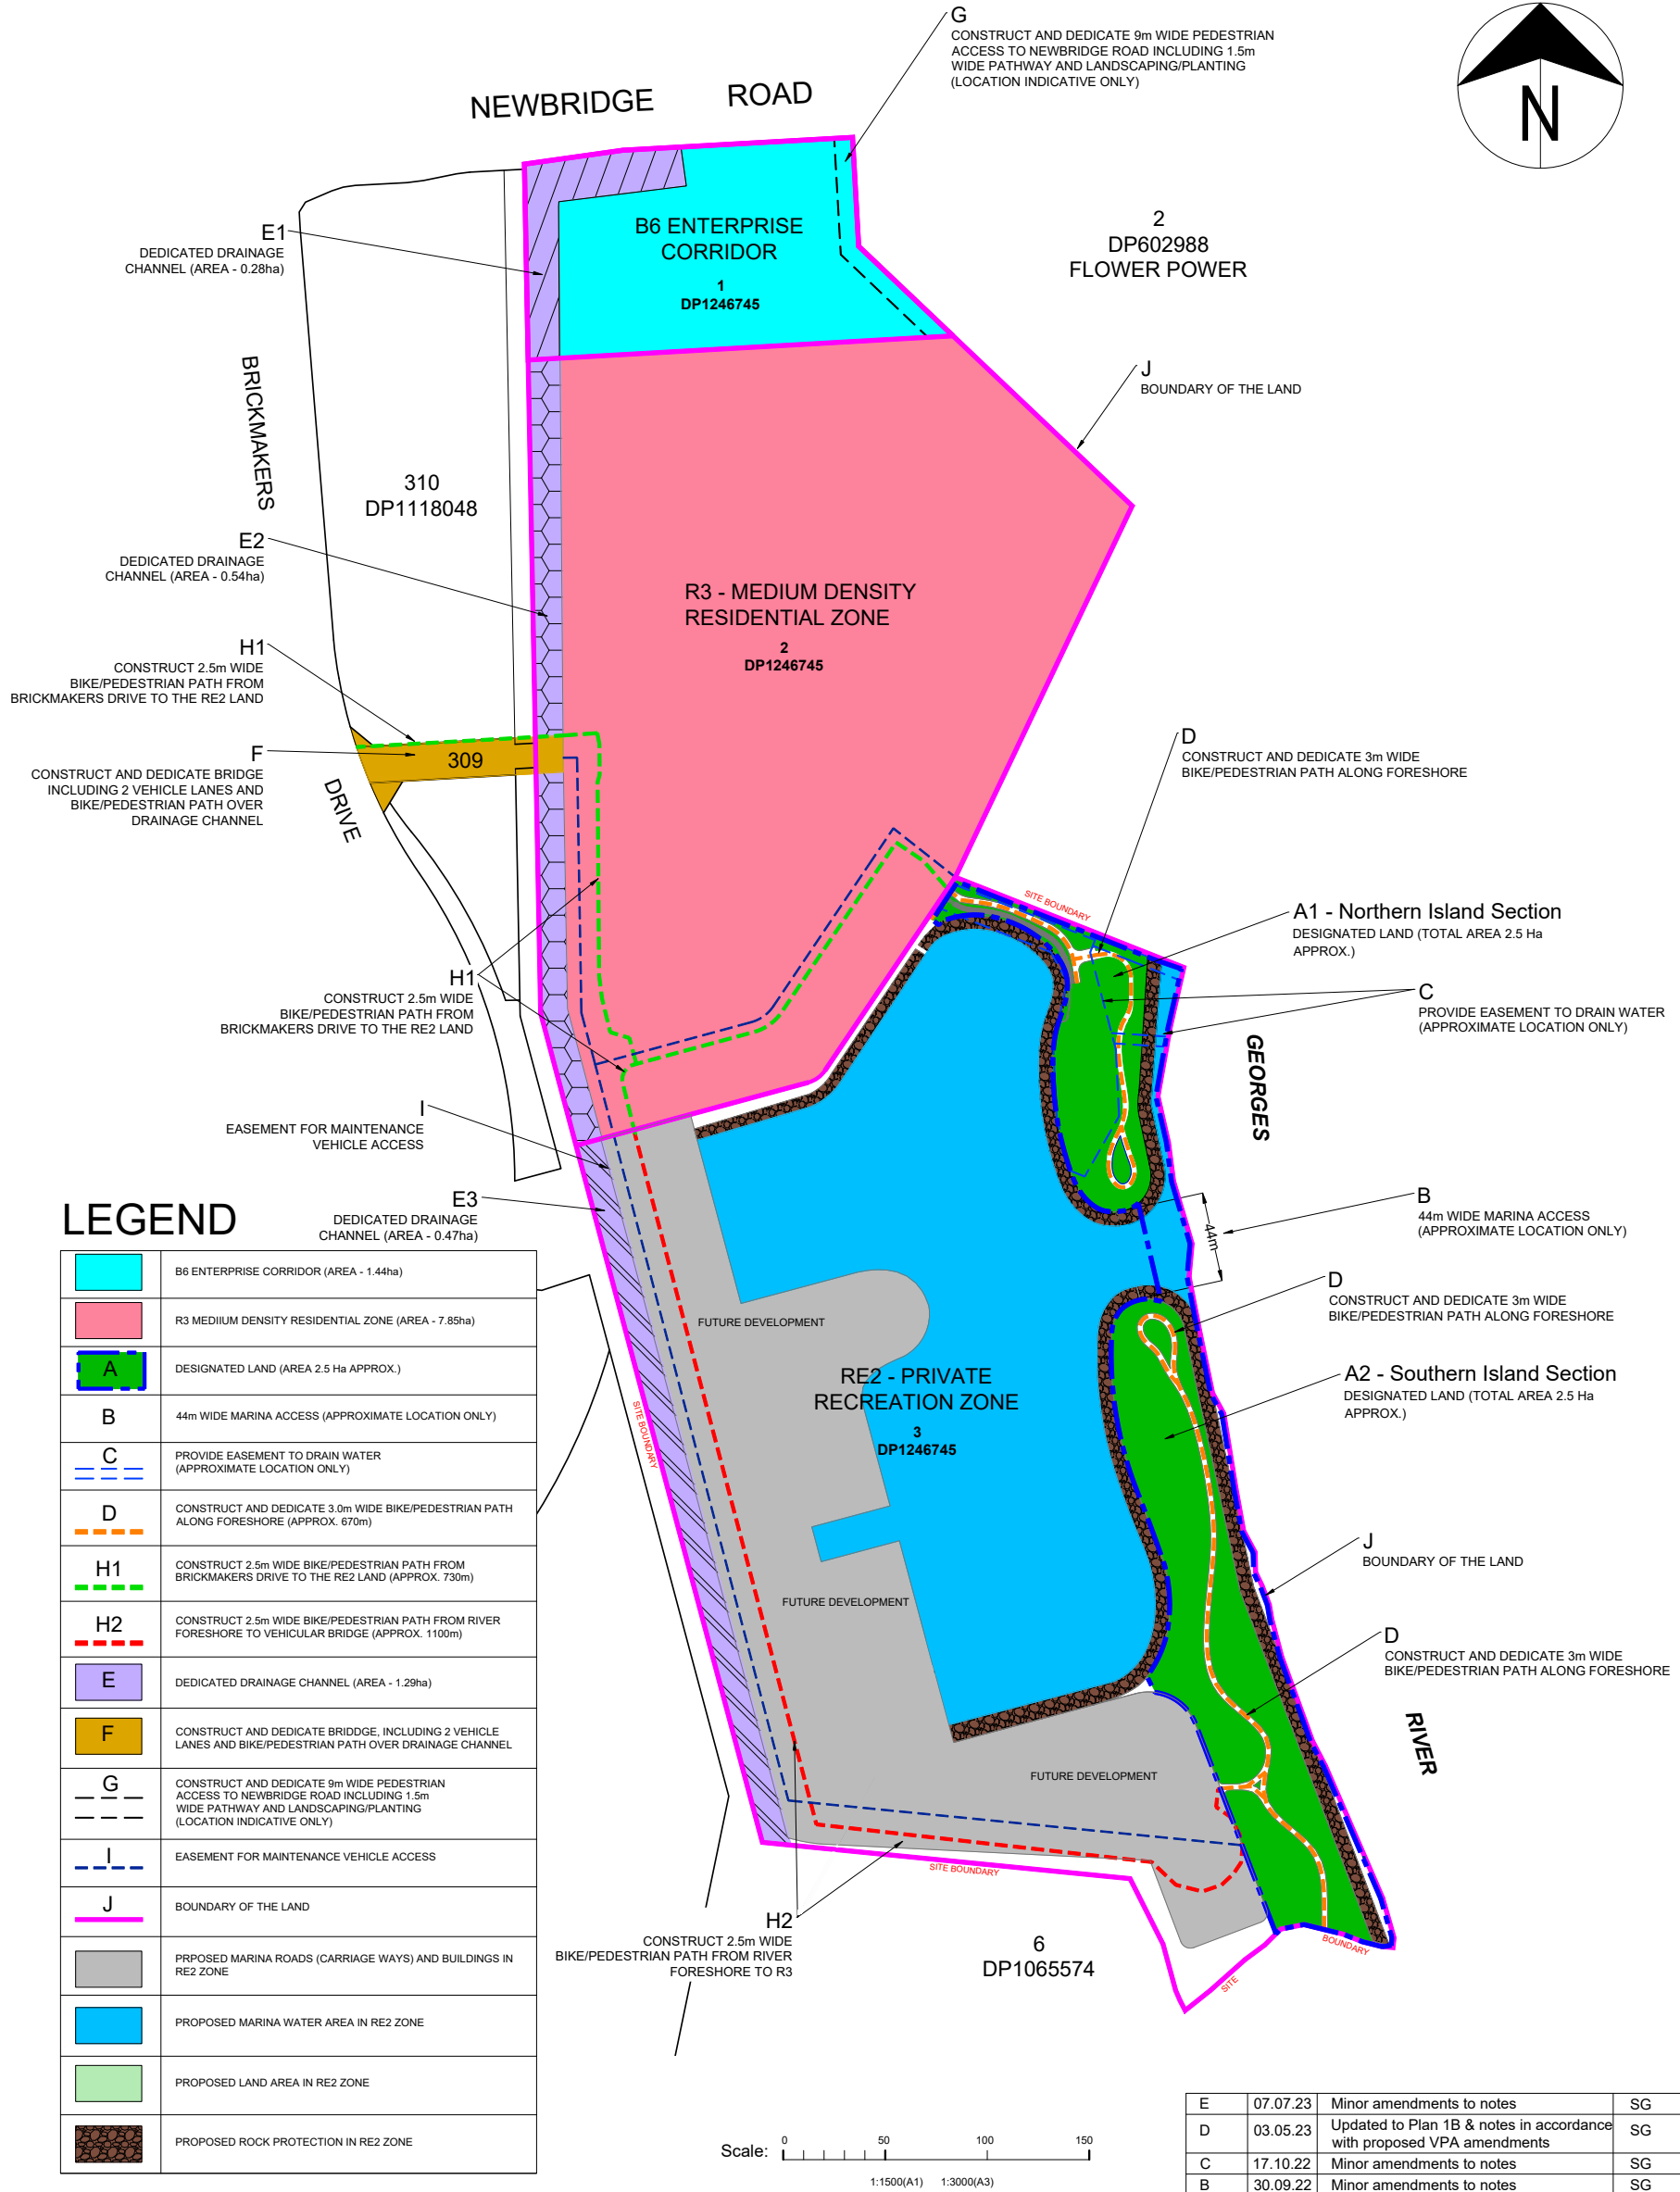 G
CONSTRUCT AND DEDICATE 9m WIDE PEDESTRIAN
ACCESS TO NEWBRIDGE ROAD INCLUDING 1.5m
WIDE PATHWAY AND LANDSCAPING/PLANTING
(LOCATION INDICATIVE ONLY)
N
NEWBRIDGE ROAD
E1
DEDICATED DRAINAGE
CHANNEL (AREA - 0.28ha)
B6 ENTERPRISE
CORRIDOR
1
DP1246745
2
DP602988
FLOWER POWER
J
BOUNDARY OF THE LAND
BRICKMAKERS
310
DP1118048
E2
DEDICATED DRAINAGE
CHANNEL (AREA - 0.54ha)
R3 - MEDIUM DENSITY
RESIDENTIAL ZONE
2
DP1246745
H1
CONSTRUCT 2.5m WIDE
BIKE/PEDESTRIAN PATH FROM
BRICKMAKERS DRIVE TO THE RE2 LAND
F
CONSTRUCT AND DEDICATE BRIDGE
INCLUDING 2 VEHICLE LANES AND
BIKE/PEDESTRIAN PATH OVER
DRAINAGE CHANNEL
309
DRIVE
D
CONSTRUCT AND DEDICATE 3m WIDE
BIKE/PEDESTRIAN PATH ALONG FORESHORE
SITE BOUNDARY
A1 - Northern Island Section
DESIGNATED LAND (TOTAL AREA 2.5 Ha
APPROX.)
H1
CONSTRUCT 2.5m WIDE
BIKE/PEDESTRIAN PATH FROM
BRICKMAKERS DRIVE TO THE RE2 LAND
C
PROVIDE EASEMENT TO DRAIN WATER
(APPROXIMATE LOCATION ONLY)
GEORGES
I
EASEMENT FOR MAINTENANCE
VEHICLE ACCESS
E3
DEDICATED DRAINAGE
CHANNEL (AREA - 0.47ha)
B
44m WIDE MARINA ACCESS
(APPROXIMATE LOCATION ONLY)
44m
D
CONSTRUCT AND DEDICATE 3m WIDE
BIKE/PEDESTRIAN PATH ALONG FORESHORE
FUTURE DEVELOPMENT
RE2 - PRIVATE
RECREATION ZONE
3
DP1246745
A2 - Southern Island Section
DESIGNATED LAND (TOTAL AREA 2.5 Ha
APPROX.)
SITE BOUNDARY
J
BOUNDARY OF THE LAND
FUTURE DEVELOPMENT
D
CONSTRUCT AND DEDICATE 3m WIDE
BIKE/PEDESTRIAN PATH ALONG FORESHORE
RIVER
FUTURE DEVELOPMENT
SITE BOUNDARY
H2
CONSTRUCT 2.5m WIDE
BIKE/PEDESTRIAN PATH FROM RIVER
FORESHORE TO R3
6
DP1065574
SITE
BOUNDARY
LEGEND
B6 ENTERPRISE CORRIDOR (AREA - 1.44ha)
R3 MEDIIUM DENSITY RESIDENTIAL ZONE (AREA - 7.85ha)
A
DESIGNATED LAND (AREA 2.5 Ha APPROX.)
B
44m WIDE MARINA ACCESS (APPROXIMATE LOCATION ONLY)
C
PROVIDE EASEMENT TO DRAIN WATER
(APPROXIMATE LOCATION ONLY)
D
CONSTRUCT AND DEDICATE 3.0m WIDE BIKE/PEDESTRIAN PATH
ALONG FORESHORE (APPROX. 670m)
H1
CONSTRUCT 2.5m WIDE BIKE/PEDESTRIAN PATH FROM
BRICKMAKERS DRIVE TO THE RE2 LAND (APPROX. 730m)
H2
CONSTRUCT 2.5m WIDE BIKE/PEDESTRIAN PATH FROM RIVER
FORESHORE TO VEHICULAR BRIDGE (APPROX. 1100m)
E
DEDICATED DRAINAGE CHANNEL (AREA - 1.29ha)
F
CONSTRUCT AND DEDICATE BRIDDGE, INCLUDING 2 VEHICLE
LANES AND BIKE/PEDESTRIAN PATH OVER DRAINAGE CHANNEL
G
CONSTRUCT AND DEDICATE 9m WIDE PEDESTRIAN
ACCESS TO NEWBRIDGE ROAD INCLUDING 1.5m
WIDE PATHWAY AND LANDSCAPING/PLANTING
(LOCATION INDICATIVE ONLY)
I
EASEMENT FOR MAINTENANCE VEHICLE ACCESS
J
BOUNDARY OF THE LAND
PRPOSED MARINA ROADS (CARRIAGE WAYS) AND BUILDINGS IN
RE2 ZONE
PROPOSED MARINA WATER AREA IN RE2 ZONE
PROPOSED LAND AREA IN RE2 ZONE
PROPOSED ROCK PROTECTION IN RE2 ZONE
Scale: 0 50 100 150
1:1500(A1) 1:3000(A3)
E 07.07.23 Minor amendments to notes SG
D 03.05.23 Updated to Plan 1B & notes in accordance
with proposed VPA amendments SG
C 17.10.22 Minor amendments to notes SG
B 30.09.22 Minor amendments to notes SG